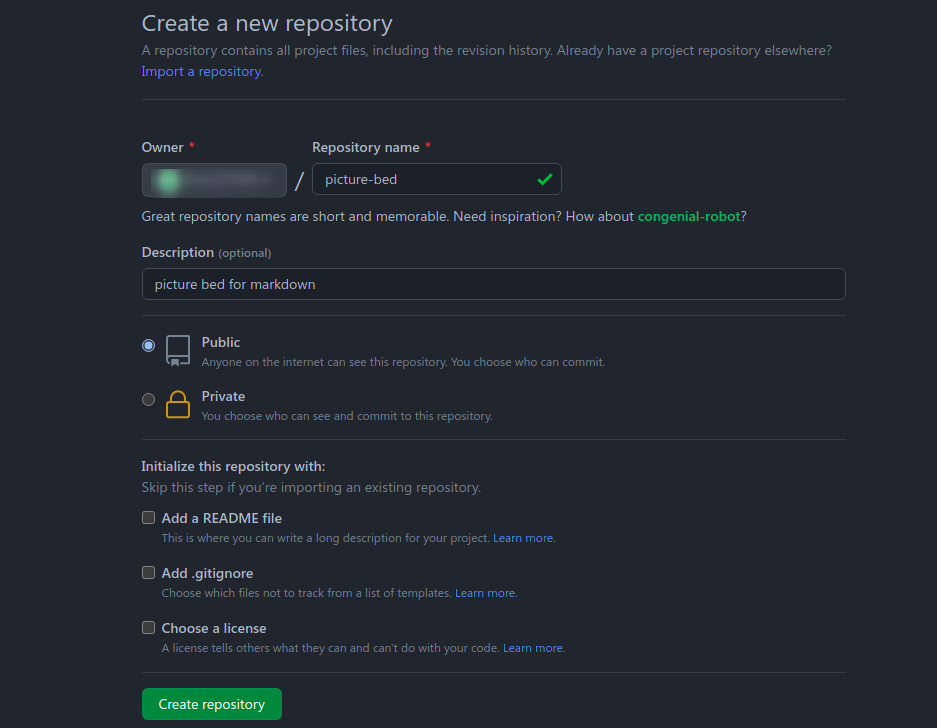 Create a new repository
A repository contains all project files, including the revision history. Already have a project repository elsewhere?
Import a repository.
Owner * Repository name *
/ picture-bed
Great repository names are short and memorable. Need inspiration? How about congenial-robot?
Description (optional)
picture bed for markdown
Public
Anyone on the internet can see this repository. You choose who can commit.
Private
You choose who can see and commit to this repository.
Initialize this repository with:
Skip this step if you're importing an existing repository.
Add a README file
This is where you can write a long description for your project. Learn more.
Add .gitignore
Choose which files not to track from a list of templates. Learn more.
Choose a license
A license tells others what they can and can't do with your code. Learn more.
Create repository